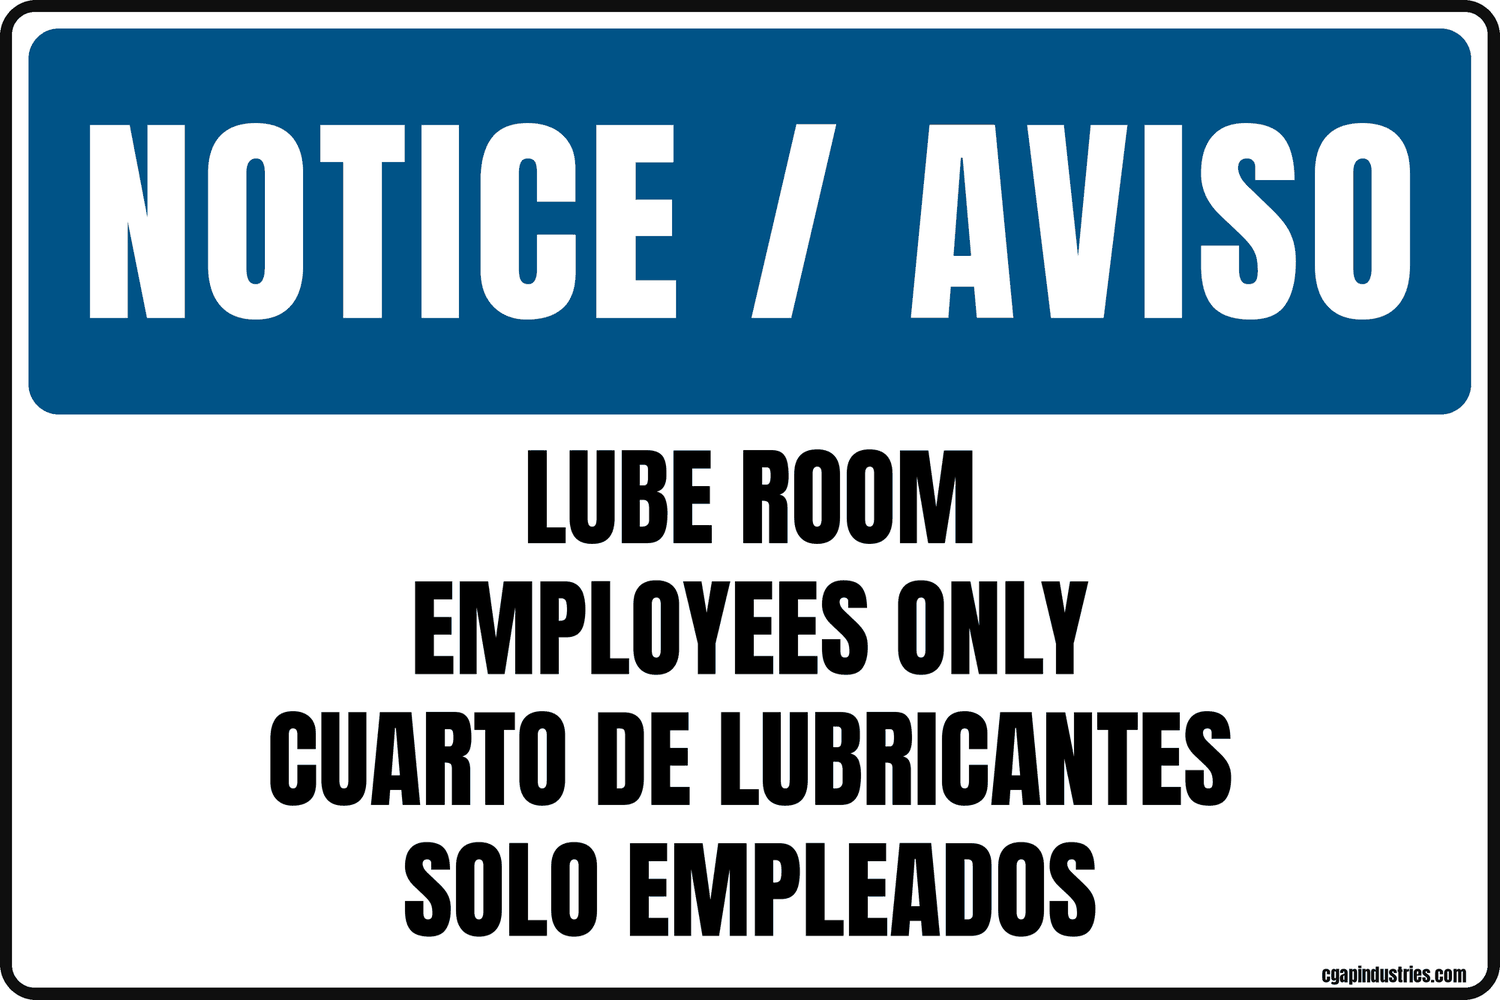 NOTICE / AVISO
LUBE ROOM
EMPLOYEES ONLY
CUARTO DE LUBRICANTES
SOLO EMPLEADOS
cgapindustries.com